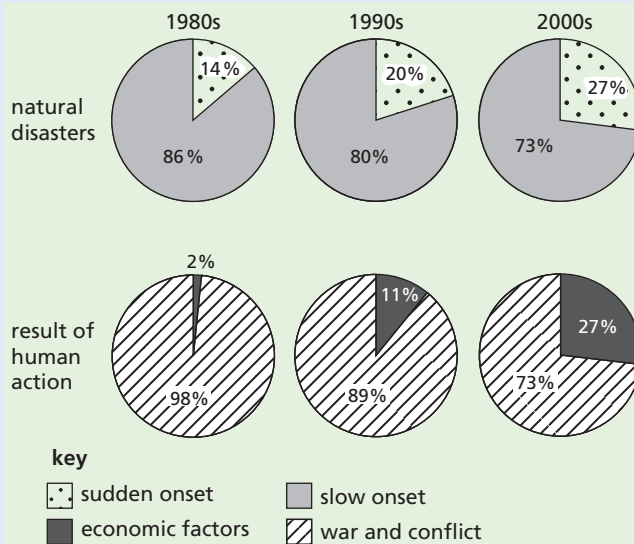 1980s 1990s 2000s
natural
disasters
14% 20% 27%
86% 80% 73%
2%
result of
human
action
11% 27%
98% 89% 73%
key
sudden onset slow onset
economic factors war and conflict